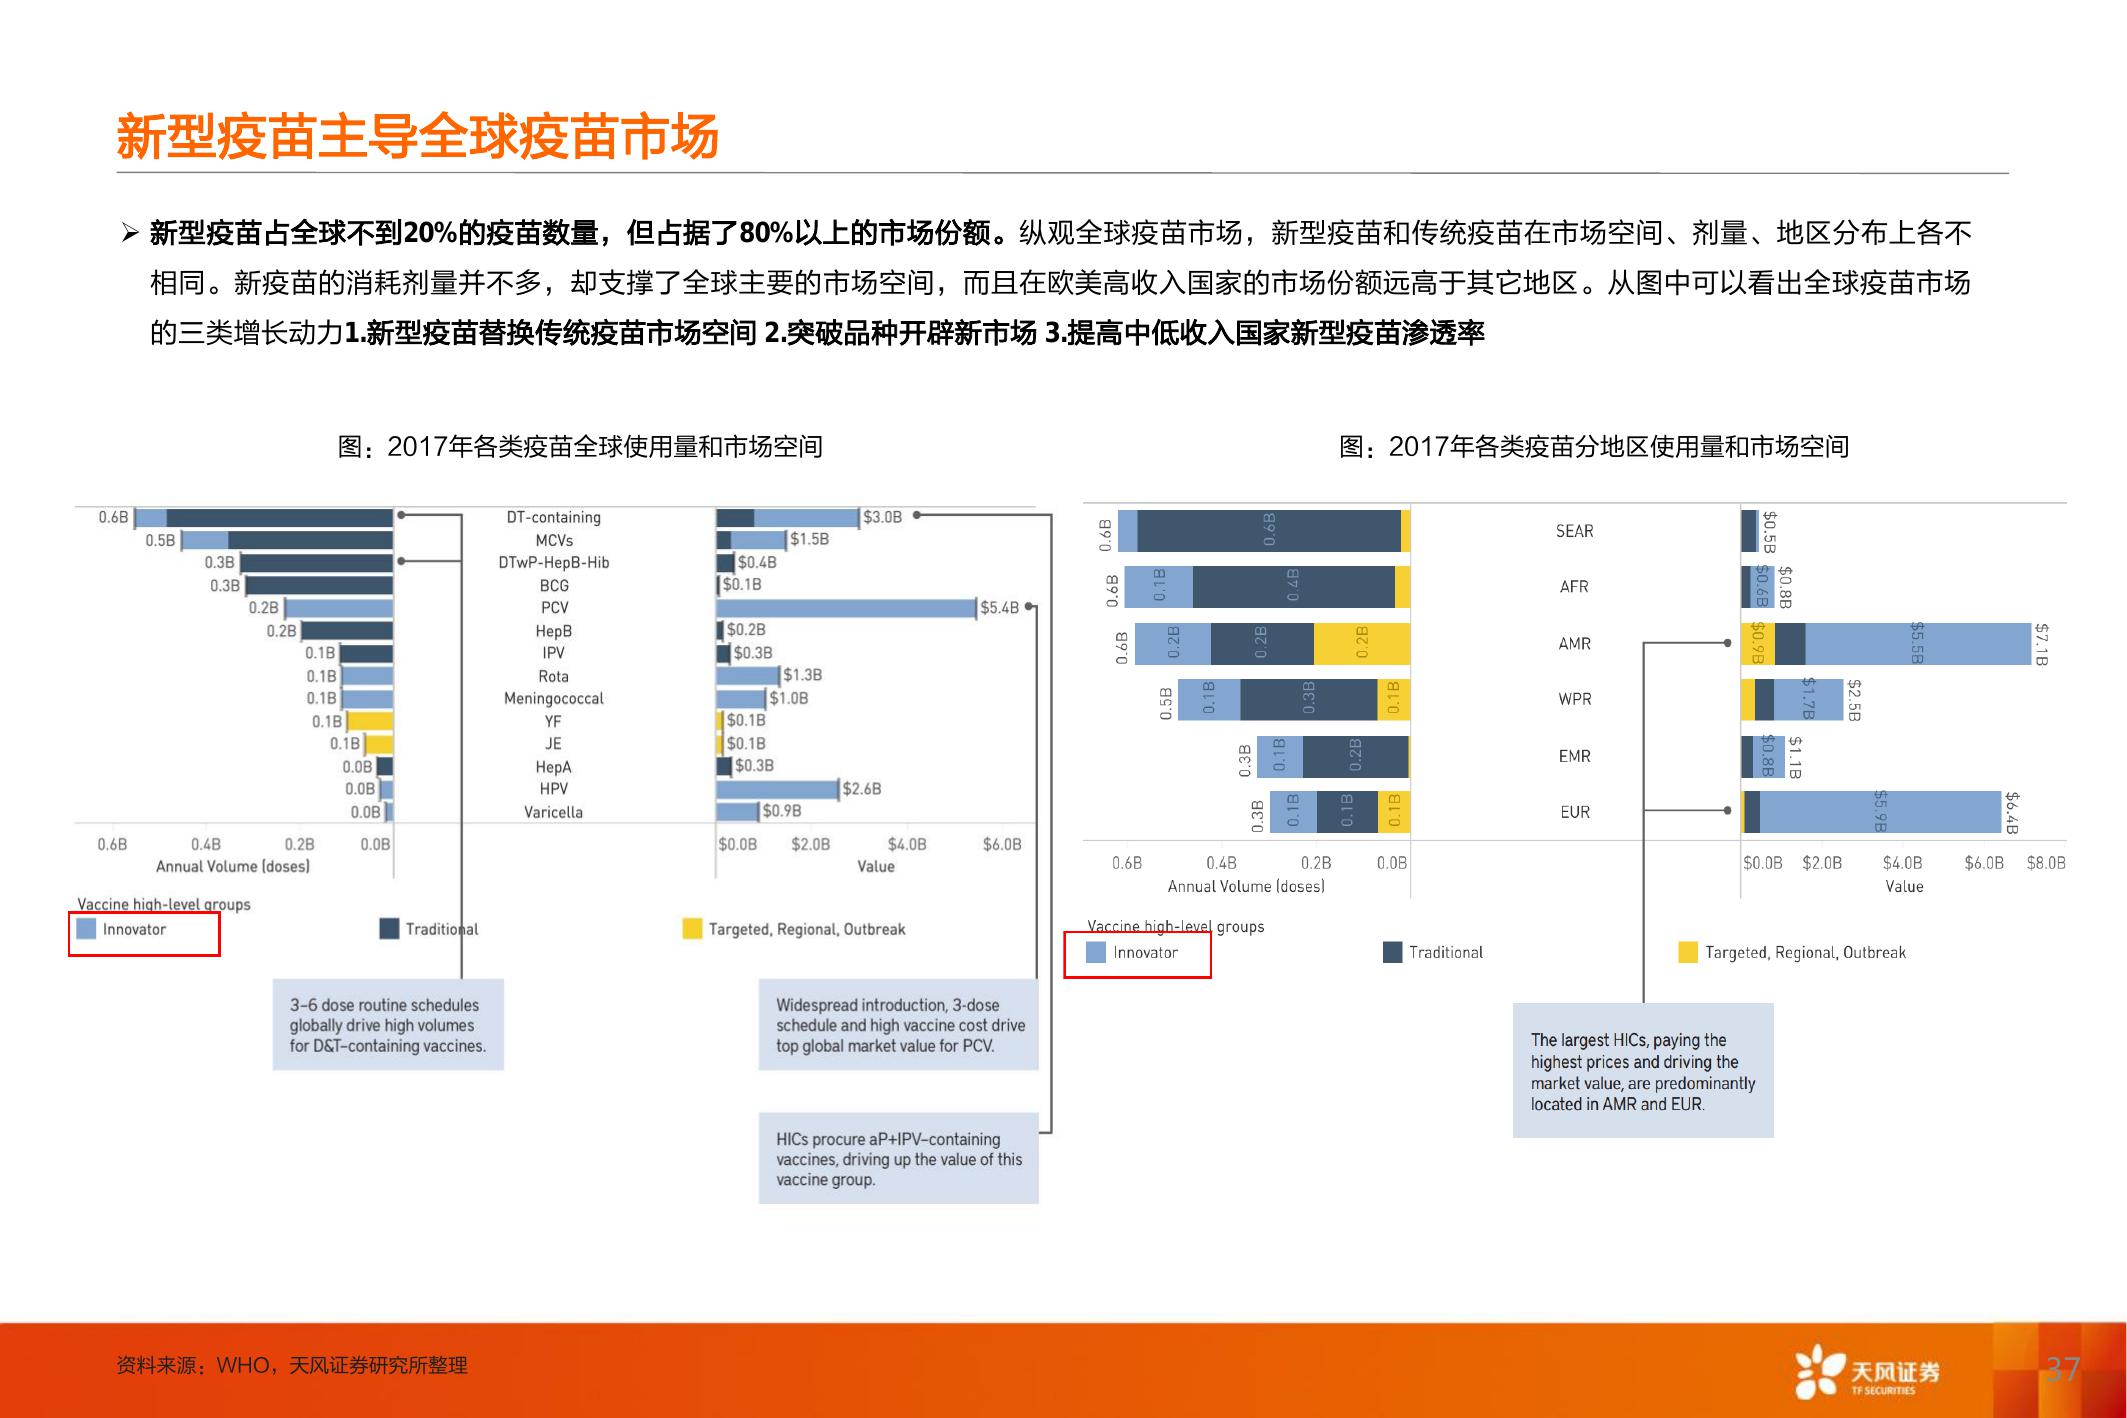 新型疫苗主导全球疫苗市场
➢ 新型疫苗占全球不到20%的疫苗数量，但占据了80%以上的市场份额。纵观全球疫苗市场，新型疫苗和传统疫苗在市场空间、剂量、地区分布上各不
相同。新疫苗的消耗剂量并不多，却支撑了全球主要的市场空间，而且在欧美高收入国家的市场份额远高于其它地区。从图中可以看出全球疫苗市场
的三类增长动力1.新型疫苗替换传统疫苗市场空间 2.突破品种开辟新市场 3.提高中低收入国家新型疫苗渗透率
图：2017年各类疫苗全球使用量和市场空间
0.6B DT-containing $3.0B
0.5B MCVs $1.5B
0.3B DTwP-HepB-Hib $0.4B
0.3B BCG $0.1B
0.2B PCV $5.4B
0.2B HepB $0.2B
0.1B IPV $0.3B
0.1B Rota $1.3B
0.1B Meningococcal $1.0B
0.1B YF $0.1B
0.1B JE $0.1B
0.0B HepA $0.3B
0.0B HPV $2.6B
0.0B Varicella $0.9B
0.6B 0.4B 0.2B 0.0B $0.0B $2.0B $4.0B $6.0B
Annual Volume (doses) Value
Vaccine high-level groups
Innovator Traditional Targeted, Regional, Outbreak
3–6 dose routine schedules
globally drive high volumes
for D&T–containing vaccines.
Widespread introduction, 3-dose
schedule and high vaccine cost drive
top global market value for PCV.
HICs procure aP+IPV–containing
vaccines, driving up the value of this
vaccine group.
图：2017年各类疫苗分地区使用量和市场空间
0.6B 0.6B SEAR $0.5B
0.6B 0.1B 0.4B AFR $0.6B $0.8B
0.6B 0.2B 0.2B 0.2B AMR $0.9B $5.5B $7.1B
0.5B 0.1B 0.3B 0.1B WPR $1.7B $2.5B
0.3B 0.1B 0.2B EMR $0.8B $1.1B
0.3B 0.1B 0.1B 0.1B EUR $5.9B $6.4B
0.6B 0.4B 0.2B 0.0B $0.0B $2.0B $4.0B $6.0B $8.0B
Annual Volume (doses) Value
Vaccine high-level groups
Innovator Traditional Targeted, Regional, Outbreak
The largest HICs, paying the
highest prices and driving the
market value, are predominantly
located in AMR and EUR.
资料来源：WHO，天风证券研究所整理
天风证券
TF SECURITIES
37